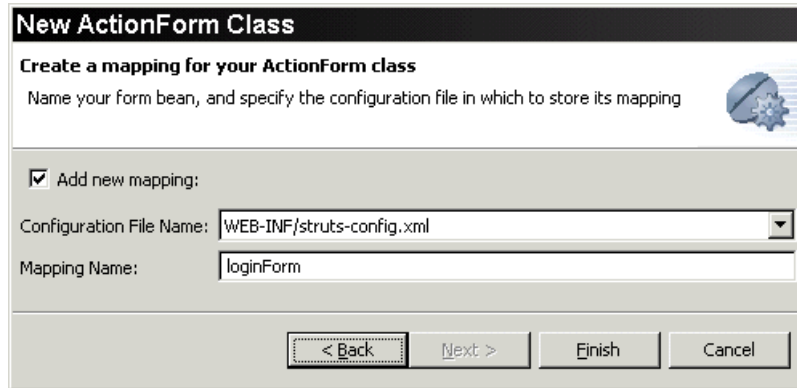 New ActionForm Class
Create a mapping for your ActionForm class
Name your form bean, and specify the configuration file in which to store its mapping
Add new mapping:
Configuration File Name: WEB-INF/struts-config.xml
Mapping Name: loginForm
< Back Next > Finish Cancel